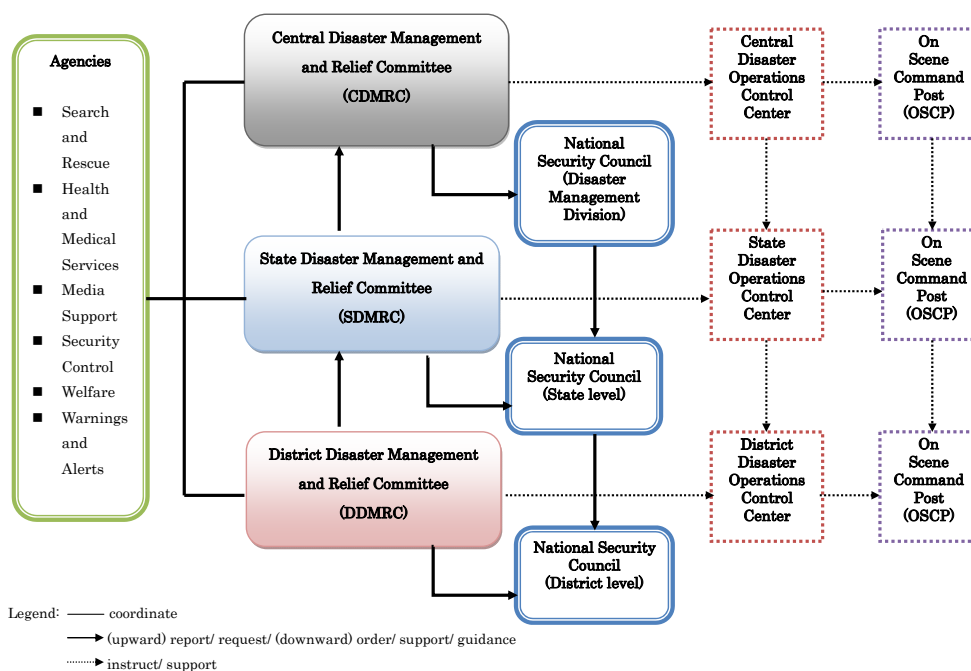 Agencies
■ Search
and
Rescue
■ Health
and
Medical
Services
■ Media
Support
■ Security
Control
■ Welfare
■ Warnings
and
Alerts
Central Disaster Management
and Relief Committee
(CDMRC)
State Disaster Management and
Relief Committee
(SDMRC)
District Disaster Management
and Relief Committee
(DDMRC)
National
Security Council
(Disaster
Management
Division)
National
Security Council
(State level)
National Security
Council
(District level)
Central
Disaster
Operations
Control
Center
State
Disaster
Operations
Control
Center
District
Disaster
Operations
Control
Center
On
Scene
Command
Post
(OSCP)
On
Scene
Command
Post
(OSCP)
On
Scene
Command
Post
(OSCP)
Legend: coordinate
(upward) report/ request/ (downward) order/ support/ guidance
instruct/ support